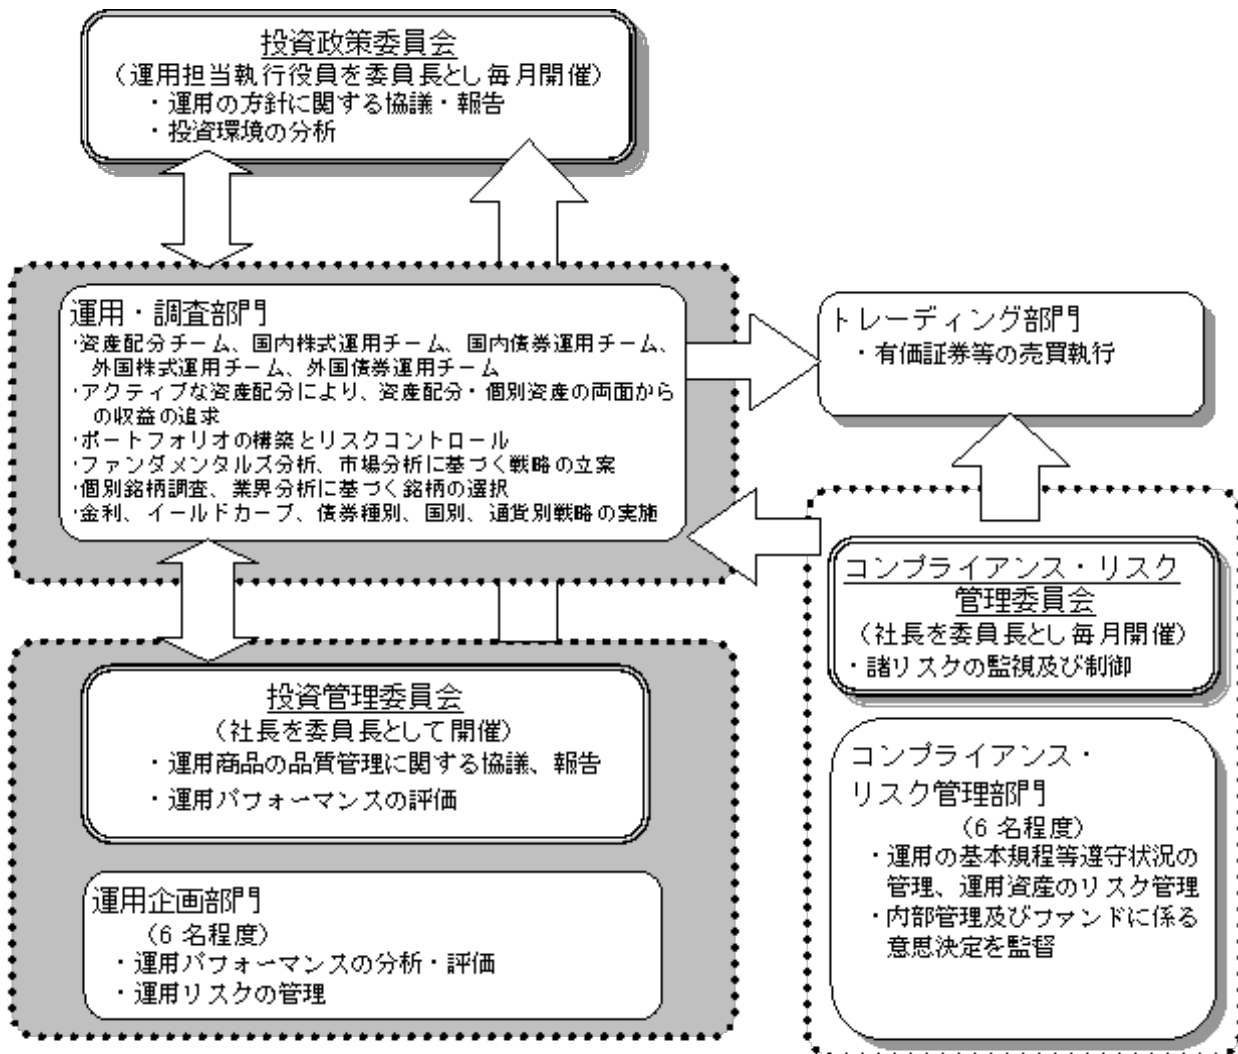 投資政策委員会
（運用担当執行役員を委員長とし毎月開催）
・運用の方針に関する協議・報告
・投資環境の分析
運用・調査部門
・資産配分チーム、国内株式運用チーム、国内債券運用チーム、
外国株式運用チーム、外国債券運用チーム
・アクティブな資産配分により、資産配分・個別資産の両面から
の収益の追求
・ポートフォリオの構築とリスクコントロール
・ファンダメンタルズ分析、市場分析に基づく戦略の立案
・個別銘柄調査、業界分析に基づく銘柄の選択
・金利、イールドカーブ、債券種別、国別、通貨別戦略の実施
トレーディング部門
・有価証券等の売買執行
コンプライアンス・リスク
管理委員会
（社長を委員長とし毎月開催）
・諸リスクの監視及び制御
投資管理委員会
（社長を委員長として開催）
・運用商品の品質管理に関する協議、報告
・運用パフォーマンスの評価
コンプライアンス・
リスク管理部門
（6 名程度）
・運用の基本規程等遵守状況の
管理、運用資産のリスク管理
・内部管理及びファンドに係る
意思決定を監督
運用企画部門
（6 名程度）
・運用パフォーマンスの分析・評価
・運用リスクの管理